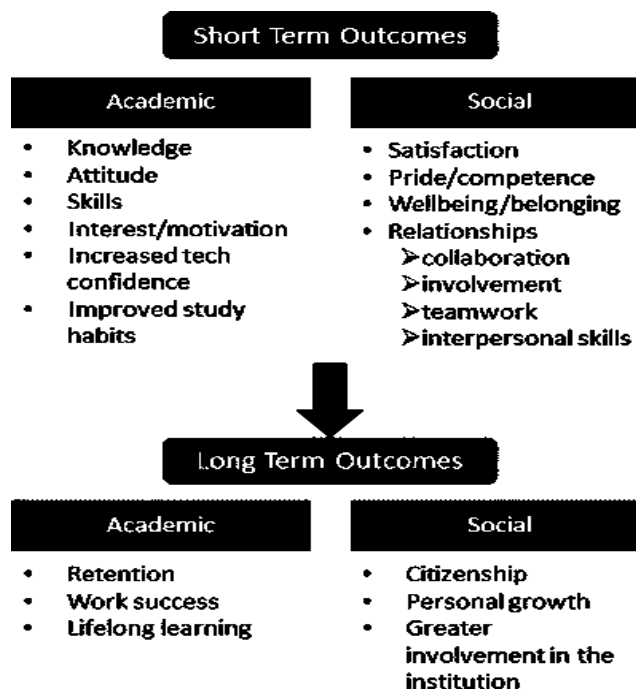 Short Term Outcomes
Academic
• Knowledge
• Attitude
• Skills
• Interest/motivation
• Increased tech
confidence
• Improved study
habits
Social
• Satisfaction
• Pride/competence
• Wellbeing/belonging
• Relationships
➢collaboration
➢involvement
➢teamwork
➢interpersonal skills
Long Term Outcomes
Academic
• Retention
• Work success
• Lifelong learning
Social
• Citizenship
• Personal growth
• Greater
involvement in the
institution